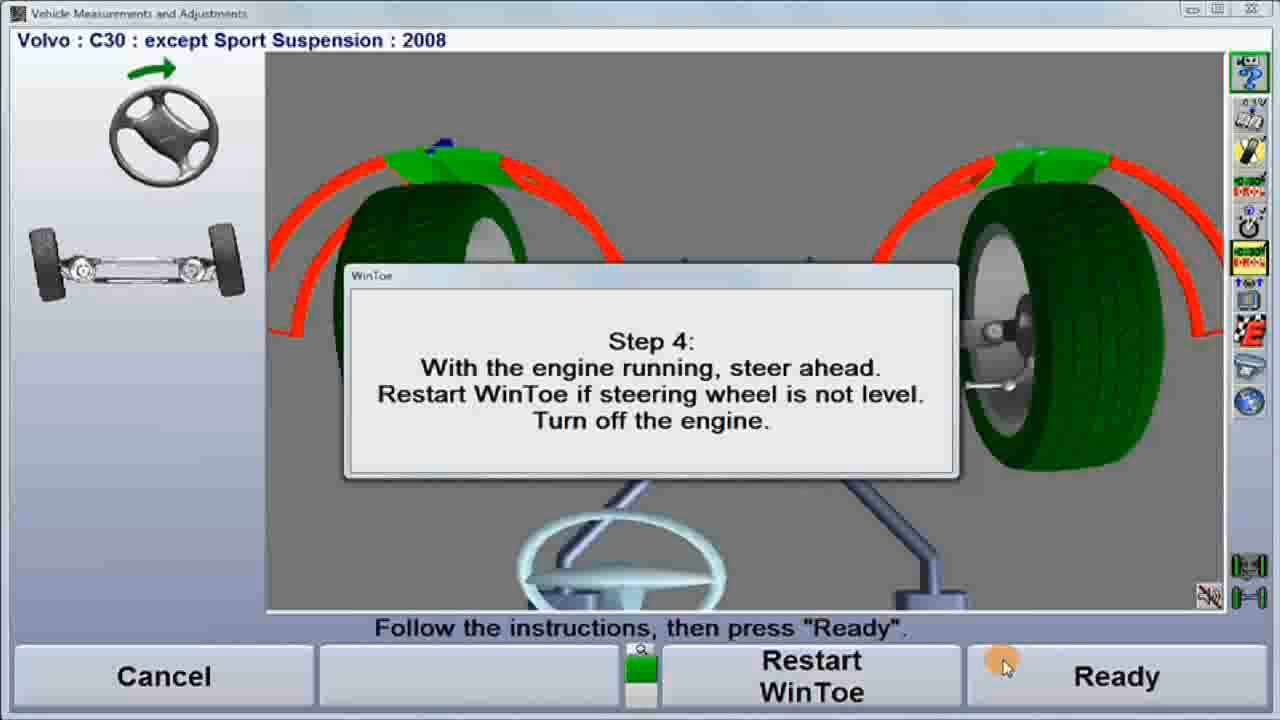 Vehicle Measurements and Adjustments
Volvo : C30 : except Sport Suspension : 2008
WinToe
Step 4:
With the engine running, steer ahead.
Restart WinToe if steering wheel is not level.
Turn off the engine.
Follow the instructions, then press "Ready".
Cancel
Restart
WinToe
Ready